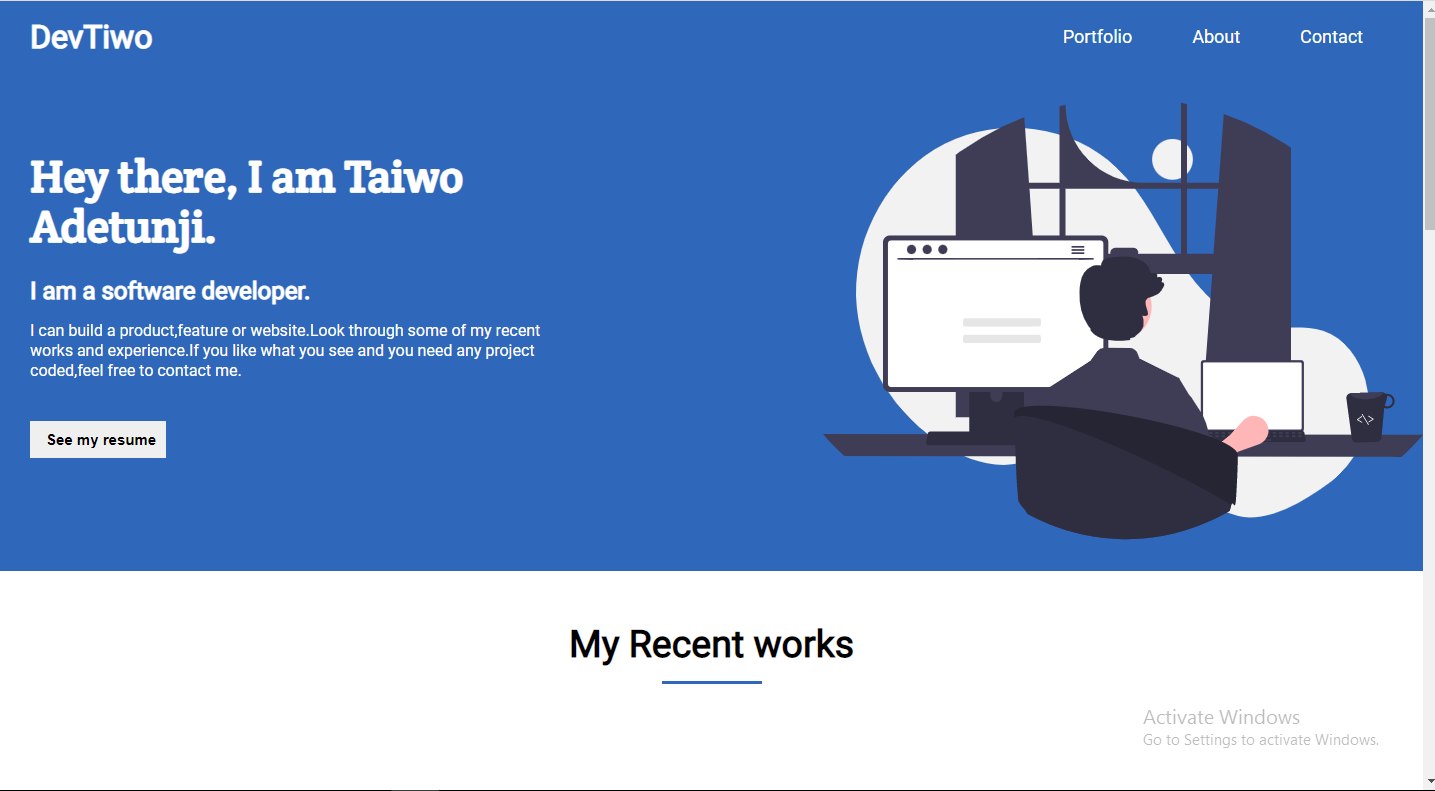 DevTiwo
Portfolio
About
Contact
Hey there, I am Taiwo
Adetunji.
I am a software developer.
I can build a product,feature or website.Look through some of my recent
works and experience.If you like what you see and you need any project
coded,feel free to contact me.
See my resume
<\>
My Recent works
Activate Windows
Go to Settings to activate Windows.